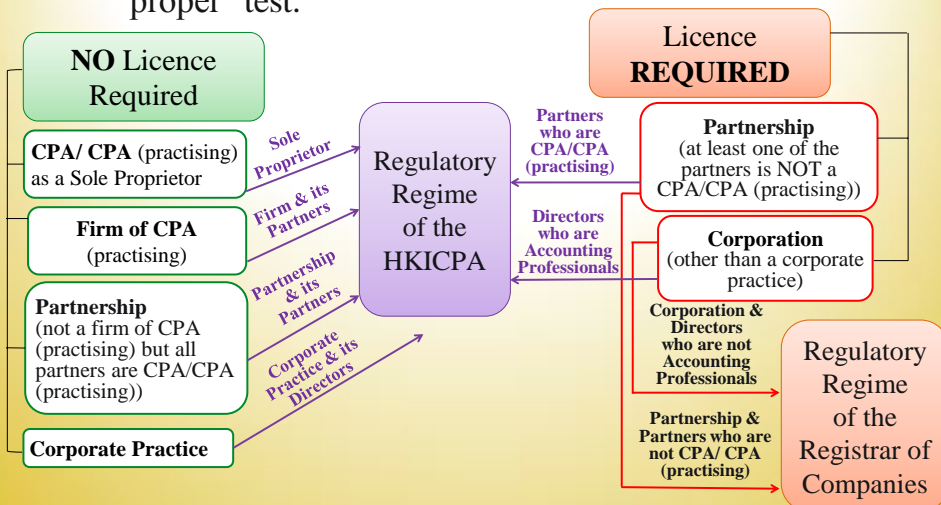 "proper" test.
NO Licence
Required
CPA/ CPA (practising)
as a Sole Proprietor
Firm of CPA
(practising)
Partnership
(not a firm of CPA
(practising) but all
partners are CPA/CPA
(practising))
Corporate Practice
Sole
Proprietor
Firm & its
Partners
Partnership
& its
Partners
Corporate
Practice & its
Directors
Regulatory
Regime
of the
HKICPA
Partners
who are
CPA/CPA
(practising)
Directors
who are
Accounting
Professionals
Licence
REQUIRED
Partnership
(at least one of the
partners is NOT a
CPA/CPA (practising))
Corporation
(other than a corporate
practice)
Corporation &
Directors
who are not
Accounting
Professionals
Partnership &
Partners who are
not CPA/ CPA
(practising)
Regulatory
Regime
of the
Registrar of
Companies